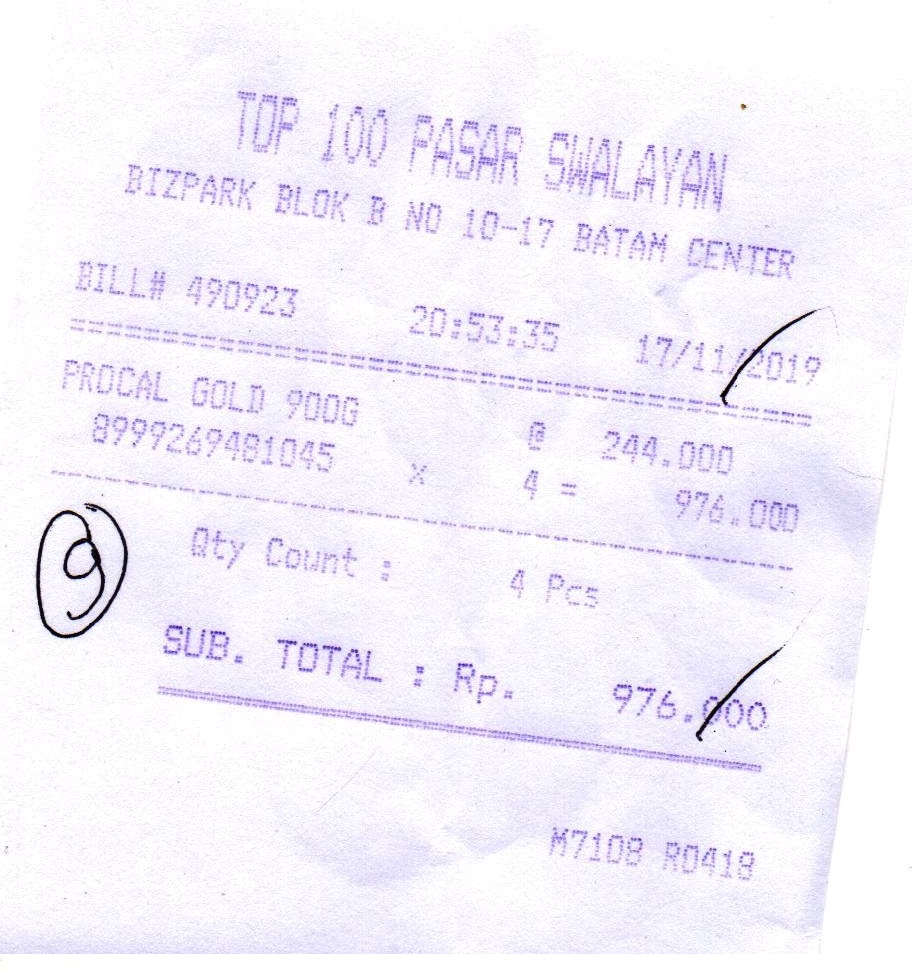 TOP 100 PASAR SWALAYAN
BIZPARK BLOK B NO 10-17 BATAM CENTER
BILL# 490923 20:53:35 17/11/2019
PROCAL GOLD 900G @ 244.000
8999269481045 X 4 = 976.000
9
Qty Count : 4 Pcs
SUB. TOTAL : Rp. 976.000
M7108 R0418